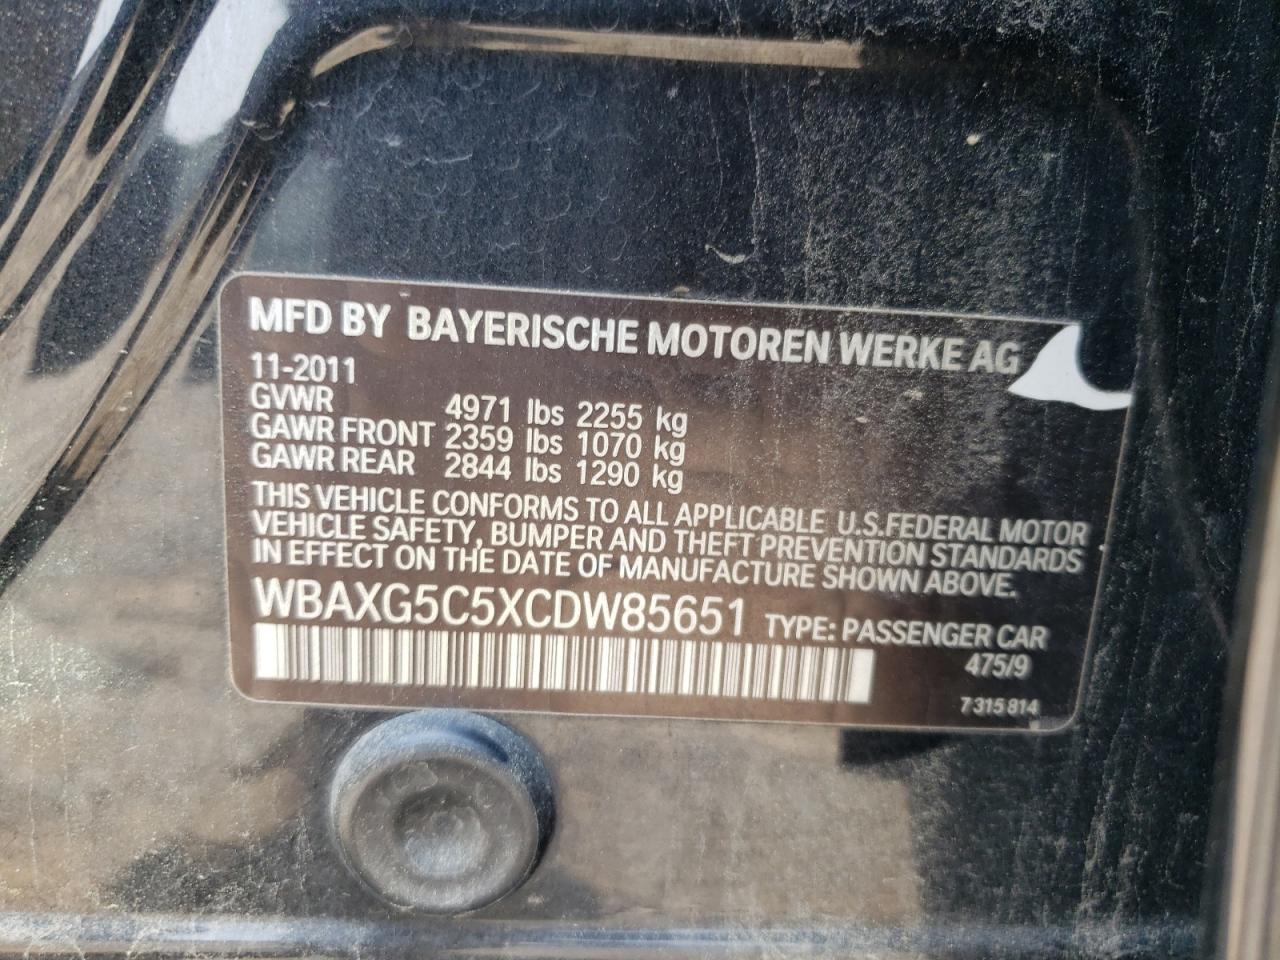 MFD BY BAYERISCHE MOTOREN WERKE AG
11-2011
GVWR 4971 lbs 2255 kg
GAWR FRONT 2359 lbs 1070 kg
GAWR REAR 2844 lbs 1290 kg
THIS VEHICLE CONFORMS TO ALL APPLICABLE U.S.FEDERAL MOTOR
VEHICLE SAFETY, BUMPER AND THEFT PREVENTION STANDARDS
IN EFFECT ON THE DATE OF MANUFACTURE SHOWN ABOVE.
WBAXG5C5XCDW85651 TYPE: PASSENGER CAR
475/9
7 315 814